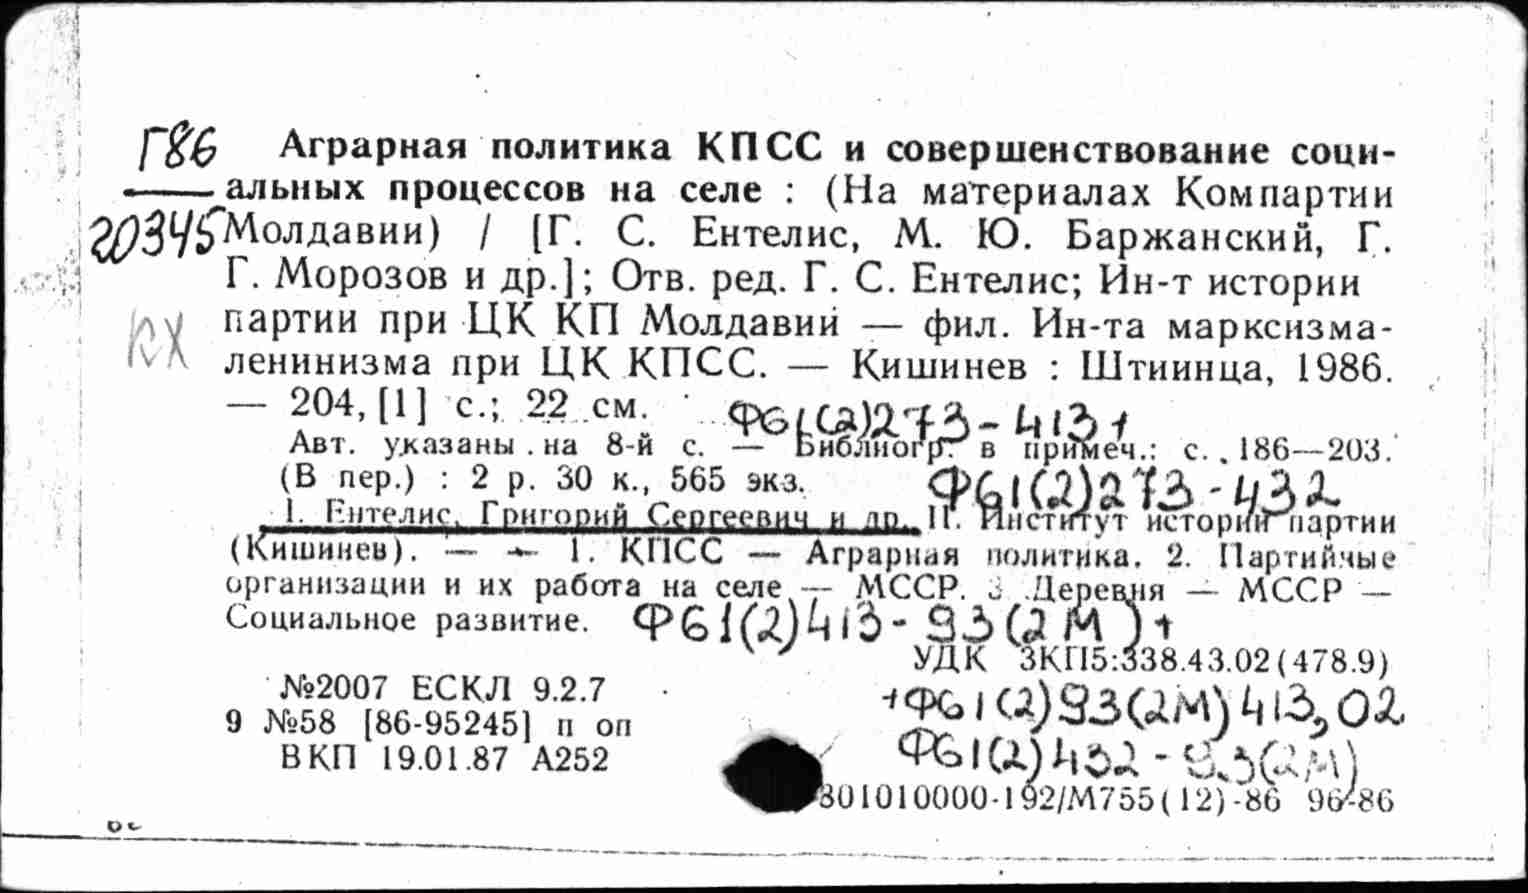 Г86 Аграрная политика КПСС и совершенствование соци-
альных процессов на селе : (На материалах Компартии
20345 Молдавии) / [Г. С. Ентелис, М. Ю. Баржанский, Г.
Г. Морозов и др.]; Отв. ред. Г. С. Ентелис; Ин-т истории
партии при ЦК КП Молдавии — фил. Ин-та марксизма-
кх
ленинизма при ЦК КПСС. — Кишинев : Штиинца, 1986.
— 204, [1] с.; 22 см.
Ф61(2)273-413+
Авт. указаны на 8-й с. — Библиогр. в примеч.: с. 186—203.
(В пер.) : 2 р. 30 к., 565 экз.
Ф61(2)273-432
1. Ентелис, Григорий Сергеевич и др. II. Институт истории партии
(Кишинев). — — 1. КПСС — Аграрная политика. 2. Партийные
организации и их работа на селе — МССР. 3 .Деревня — МССР —
Социальное развитие.
Ф61(2)413-93(2М)+
УДК 3КП5:338.43.02(478.9)
№2007 ЕСКЛ 9.2.7
+Ф61(2)93(2М)413,02
9 №58 [86-95245] п оп
ВКП 19.01.87 А252
Ф61(2)432-93(2М)
801010000-192/М755(12)-86 96-86